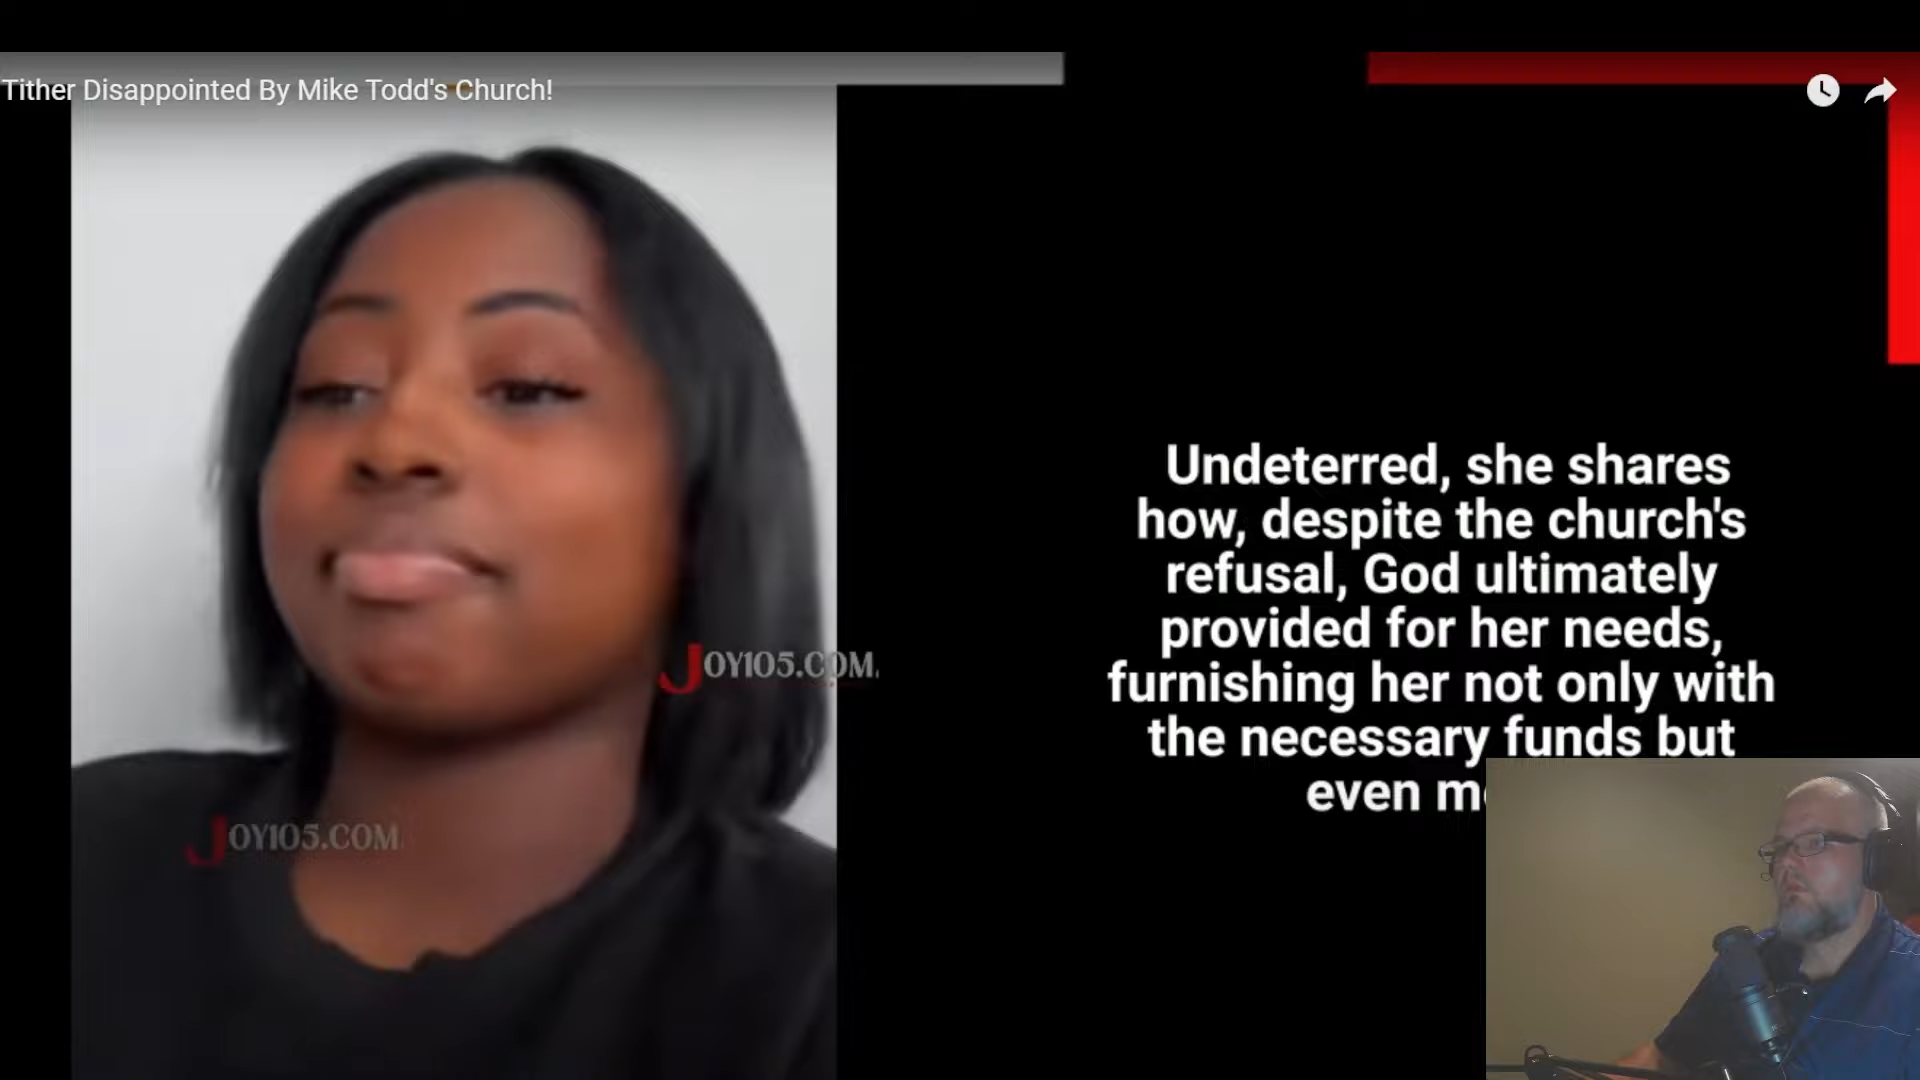 Tither Disappointed By Mike Todd's Church!
Undeterred, she shares
how, despite the church's
refusal, God ultimately
provided for her needs,
furnishing her not only with
the necessary funds but
even m
JOY105.COM
JOY105.COM